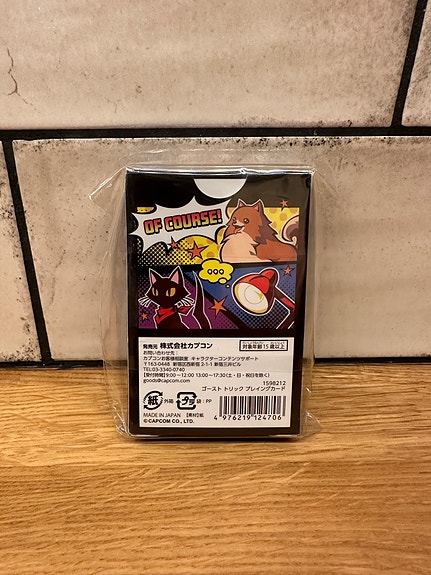 OF COURSE!
...
発売元 株式会社カプコン
対象年齢15歳以上
お問い合わせ先:
カプコンお客様相談室 キャラクターコンテンツサポート
〒163-0448 新宿区西新宿 2-1-1 新宿三井ビル
TEL:03-3340-0740
【受付時間】9:00~12:00 13:00~17:30(土・日・祝日を除く)
goods@capcom.com
1598212
ゴースト トリック プレイングカード
紙 外箱 プラ 袋:PP
MADE IN JAPAN 【素材】紙
©CAPCOM CO., LTD.
4 976219 124706